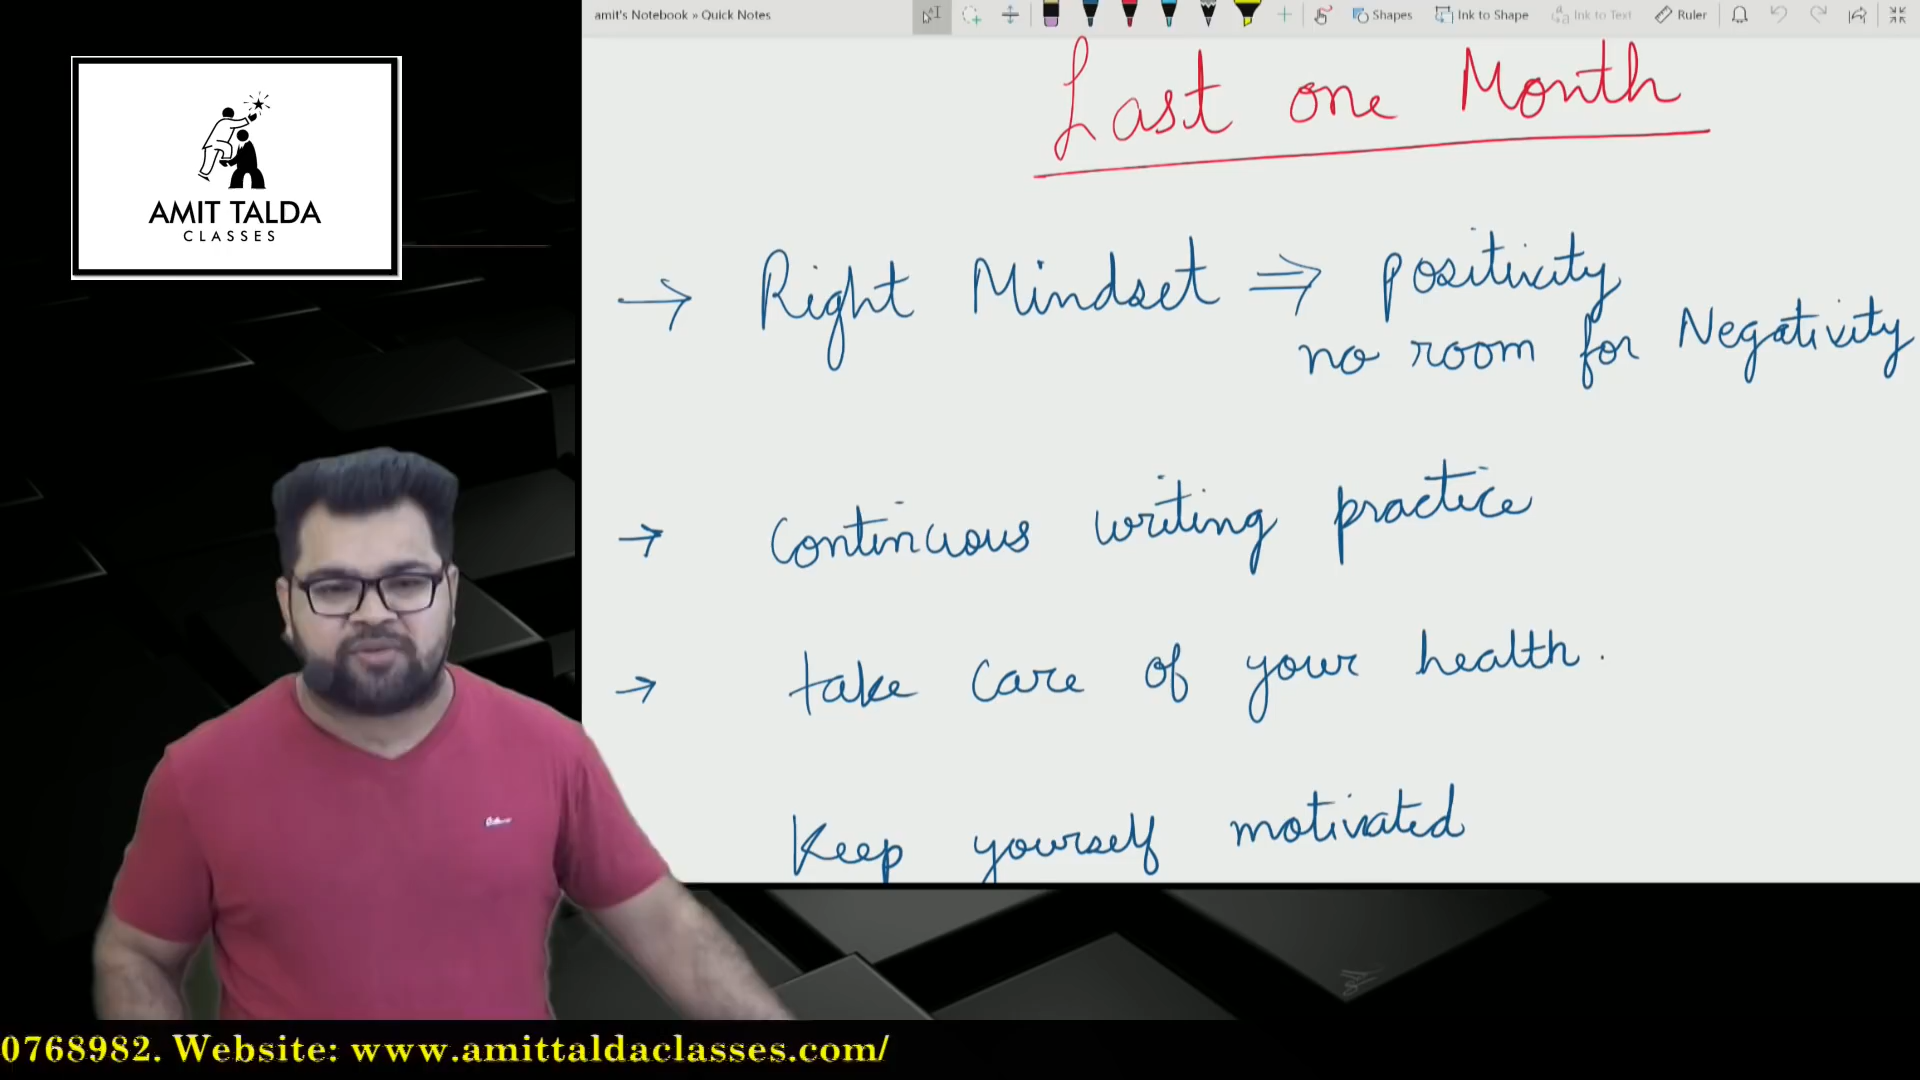 amit's Notebook » Quick Notes
Shapes
Ink to Shape
Ink to Text
Ruler
AMIT TALDA
CLASSES
Last one Month
→ Right Mindset ⇒ positivity
no room for Negativity
→ Continuous writing practice
→ take care of your health.
Keep yourself motivated
0768982. Website: www.amittaldaclasses.com/